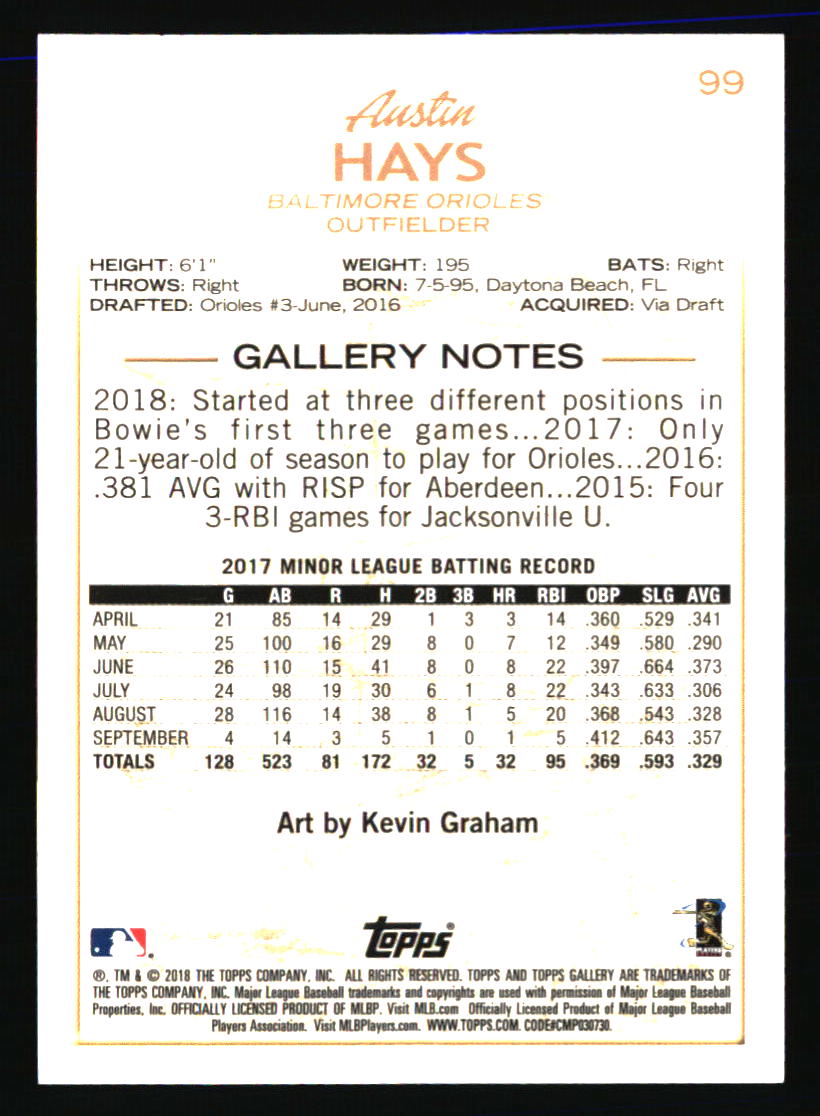 99
Austin
HAYS
BALTIMORE ORIOLES
OUTFIELDER
HEIGHT: 6'1" WEIGHT: 195 BATS: Right
THROWS: Right BORN: 7-5-95, Daytona Beach, FL
DRAFTED: Orioles #3-June, 2016 ACQUIRED: Via Draft
GALLERY NOTES
2018: Started at three different positions in
Bowie's first three games...2017: Only
21-year-old of season to play for Orioles...2016:
.381 AVG with RISP for Aberdeen...2015: Four
3-RBI games for Jacksonville U.
2017 MINOR LEAGUE BATTING RECORD
G AB R H 2B 3B HR RBI OBP SLG AVG
APRIL 21 85 14 29 1 3 3 14 .360 .529 .341
MAY 25 100 16 29 8 0 7 12 .349 .580 .290
JUNE 26 110 15 41 8 0 8 22 .397 .664 .373
JULY 24 98 19 30 6 1 8 22 .343 .633 .306
AUGUST 28 116 14 38 8 1 5 20 .368 .543 .328
SEPTEMBER 4 14 3 5 1 0 1 5 .412 .643 .357
TOTALS 128 523 81 172 32 5 32 95 .369 .593 .329
Art by Kevin Graham
Topps
®, TM & © 2018 THE TOPPS COMPANY, INC. ALL RIGHTS RESERVED. TOPPS AND TOPPS GALLERY ARE TRADEMARKS OF
THE TOPPS COMPANY, INC. Major League Baseball trademarks and copyrights are used with permission of Major League Baseball
Properties, Inc. OFFICIALLY LICENSED PRODUCT OF MLBP. Visit MLB.com Officially Licensed Product of Major League Baseball
Players Association. Visit MLBPlayers.com. WWW.TOPPS.COM. CODE#CMP030730.